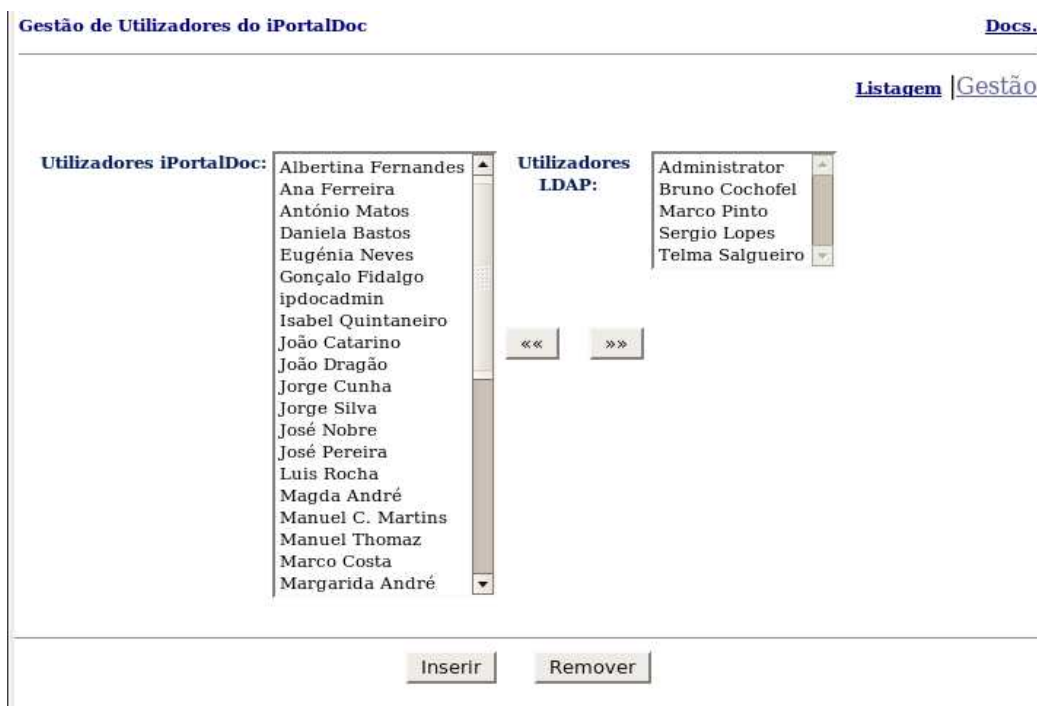 Gestão de Utilizadores do iPortalDoc
Docs.
Listagem |Gestão
Utilizadores iPortalDoc:
Albertina Fernandes
Ana Ferreira
António Matos
Daniela Bastos
Eugénia Neves
Gonçalo Fidalgo
ipdocadmin
Isabel Quintaneiro
João Catarino
João Dragão
Jorge Cunha
Jorge Silva
José Nobre
José Pereira
Luis Rocha
Magda André
Manuel C. Martins
Manuel Thomaz
Marco Costa
Margarida André
«« »»
Utilizadores
LDAP:
Administrator
Bruno Cochofel
Marco Pinto
Sergio Lopes
Telma Salgueiro
Inserir Remover